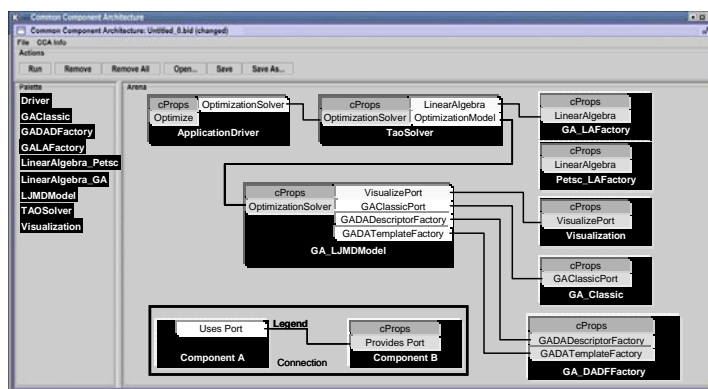 Common Component Architecture
Common Component Architecture: Untitled_0.bid (changed)
File CCA Info
Actions
Run Remove Remove All Open... Save Save As...
Palette
Driver
GAClassic
GADADFactory
GALAFactory
LinearAlgebra_Petsc
LinearAlgebra_GA
LJMDModel
TAOSolver
Visualization
Arena
cProps OptimizationSolver
Optimize
ApplicationDriver
cProps LinearAlgebra
OptimizationSolver OptimizationModel
TaoSolver
cProps
LinearAlgebra
GA_LAFactory
cProps
LinearAlgebra
Petsc_LAFactory
cProps VisualizePort
OptimizationSolver GAClassicPort
GADADescriptorFactory
GADATemplateFactory
GA_LJMDModel
cProps
VisualizePort
Visualization
cProps
GAClassicPort
GA_Classic
cProps
GADADescriptorFactory
GADATemplateFactory
GA_DADFFactory
Legend
Uses Port
Component A
Connection
cProps
Provides Port
Component B